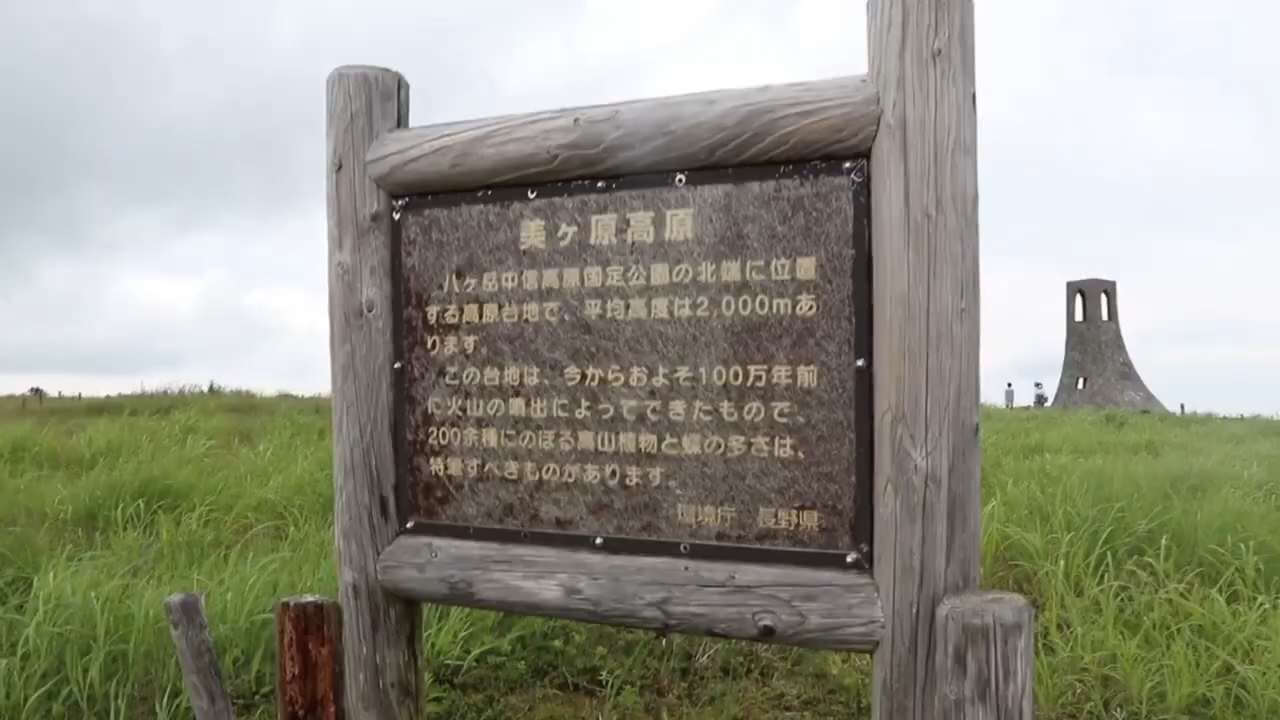 美ヶ原高原
八ヶ岳中信高原国定公園の北端に位置
する高原台地で、平均高度は2,000mあ
ります。
この台地は、今からおよそ100万年前
に火山の噴出によってできたもので、
200余種にのぼる高山植物と蝶の多さは、
特筆すべきものがあります。
環境庁 長野県